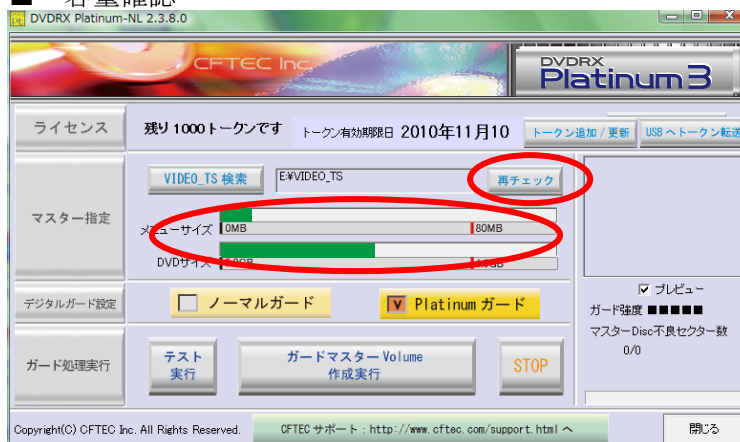 ■ 容量確認
DVDRX Platinum-NL 2.3.8.0
CFTEC Inc.
DVDRX
Platinum 3
ライセンス
残り1000トークンです トークン有効期限日 2010年11月10 トークン追加/更新 USBへトークン転送
マスター指定
VIDEO_TS 検索 E:¥VIDEO_TS 再チェック
メニューサイズ 0MB 80MB
DVDサイズ
デジタルガード設定
ノーマルガード V Platinum ガード
プレビュー
ガード強度 ■■■■■
マスターDisc不良セクター数
0/0
ガード処理実行
テスト実行
ガードマスター Volume
作成実行
STOP
Copyright(C) CFTEC Inc. All Rights Reserved. CFTEC サポート：http://www.cftec.com/support.html へ 閉じる